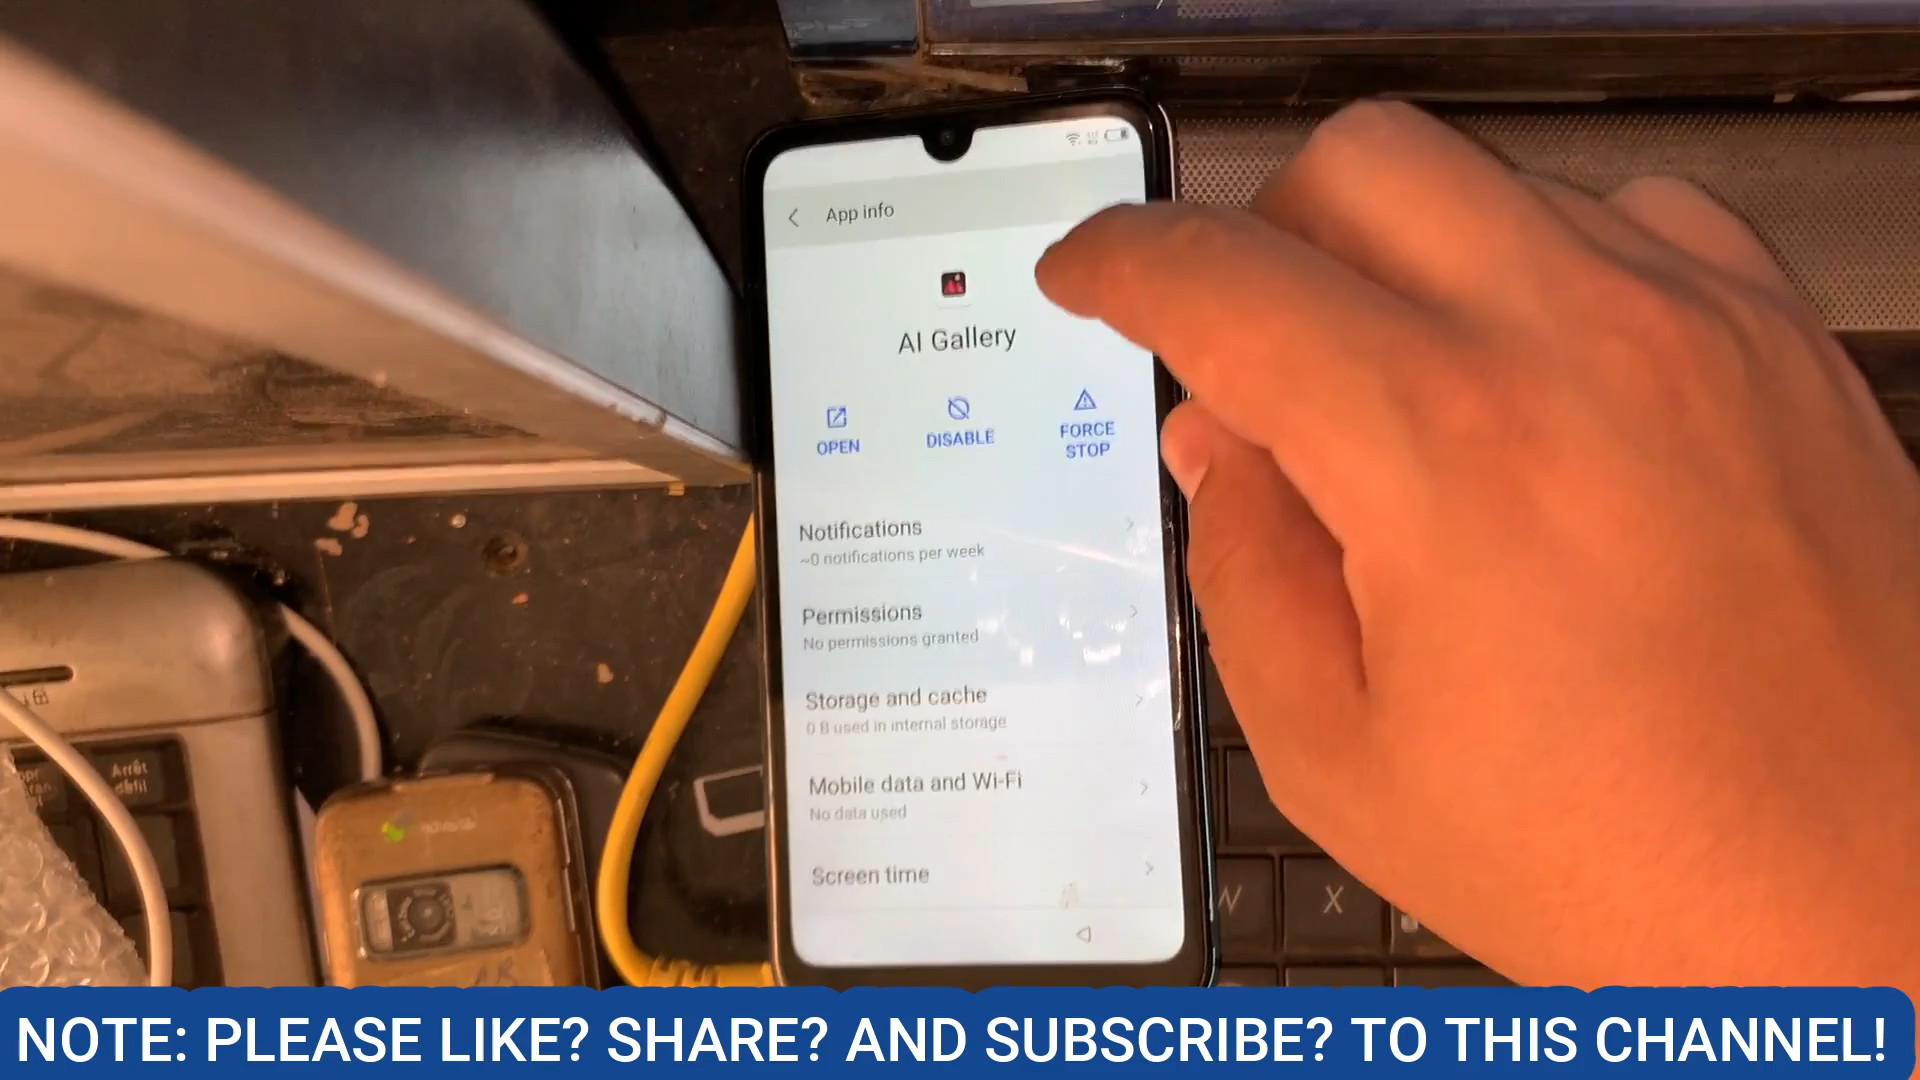 App info
AI Gallery
OPEN
DISABLE
FORCE
STOP
Notifications
~0 notifications per week
Permissions
No permissions granted
Storage and cache
0 B used in internal storage
Mobile data and Wi-Fi
No data used
Screen time
Arrêt
défil
W
X
NOTE: PLEASE LIKE? SHARE? AND SUBSCRIBE? TO THIS CHANNEL!